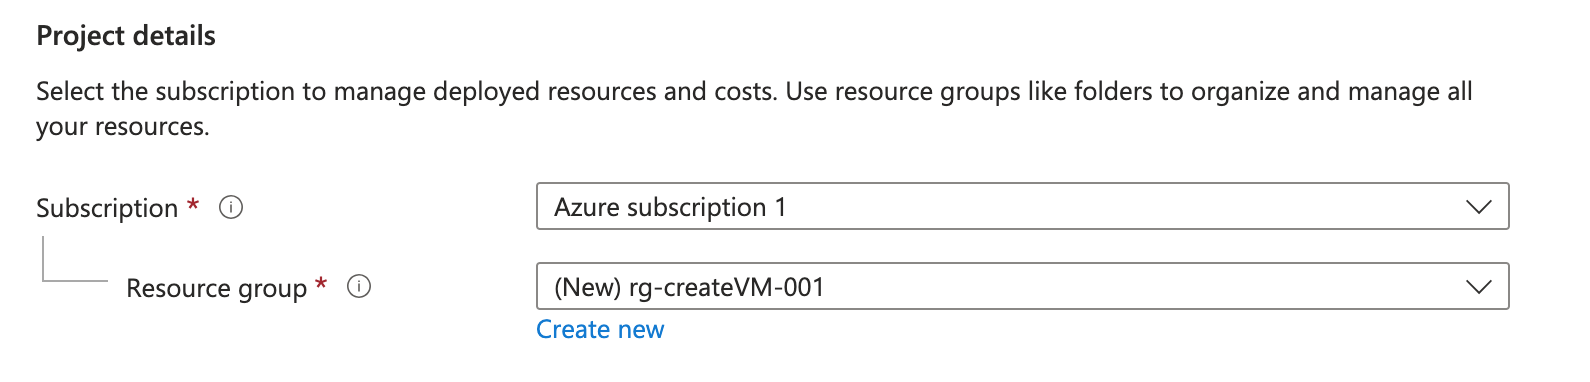 Project details
Select the subscription to manage deployed resources and costs. Use resource groups like folders to organize and manage all
your resources.
Subscription *
Azure subscription 1
Resource group *
(New) rg-createVM-001
Create new